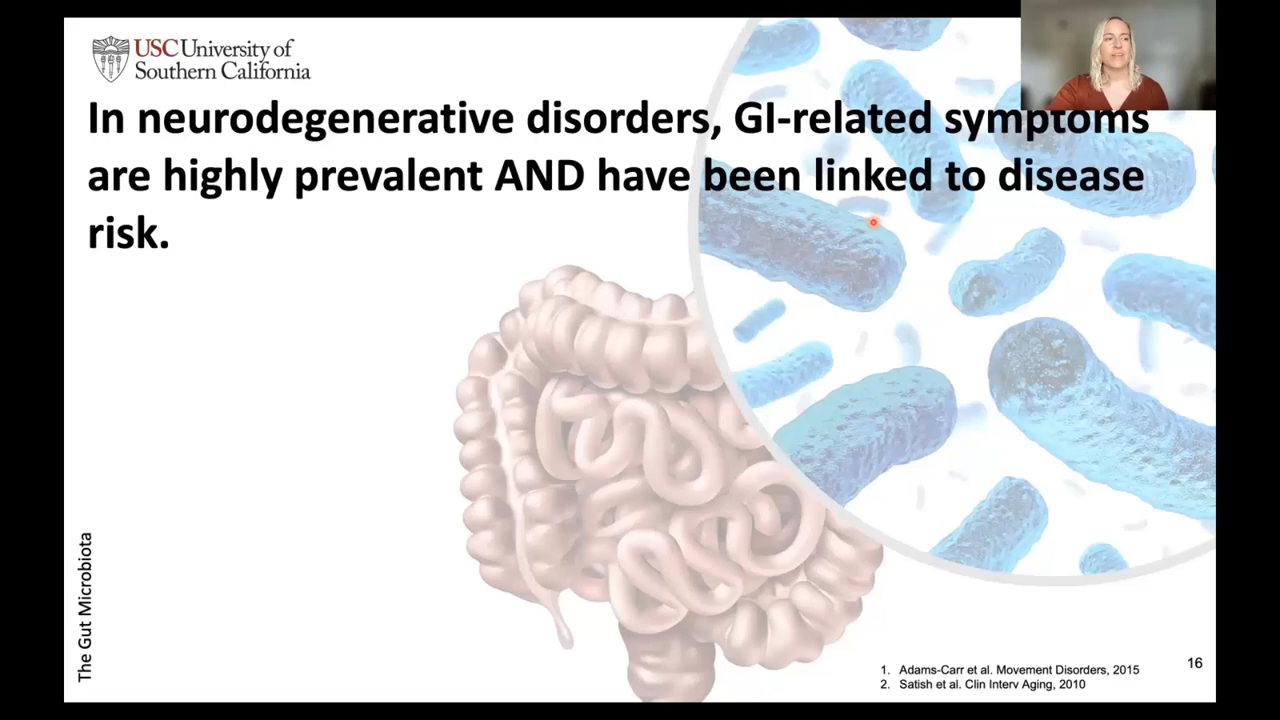 USC University of
Southern California
In neurodegenerative disorders, GI-related symptoms
are highly prevalent AND have been linked to disease
risk.
The Gut Microbiota
1. Adams-Carr et al. Movement Disorders, 2015
2. Satish et al. Clin Interv Aging, 2010
16